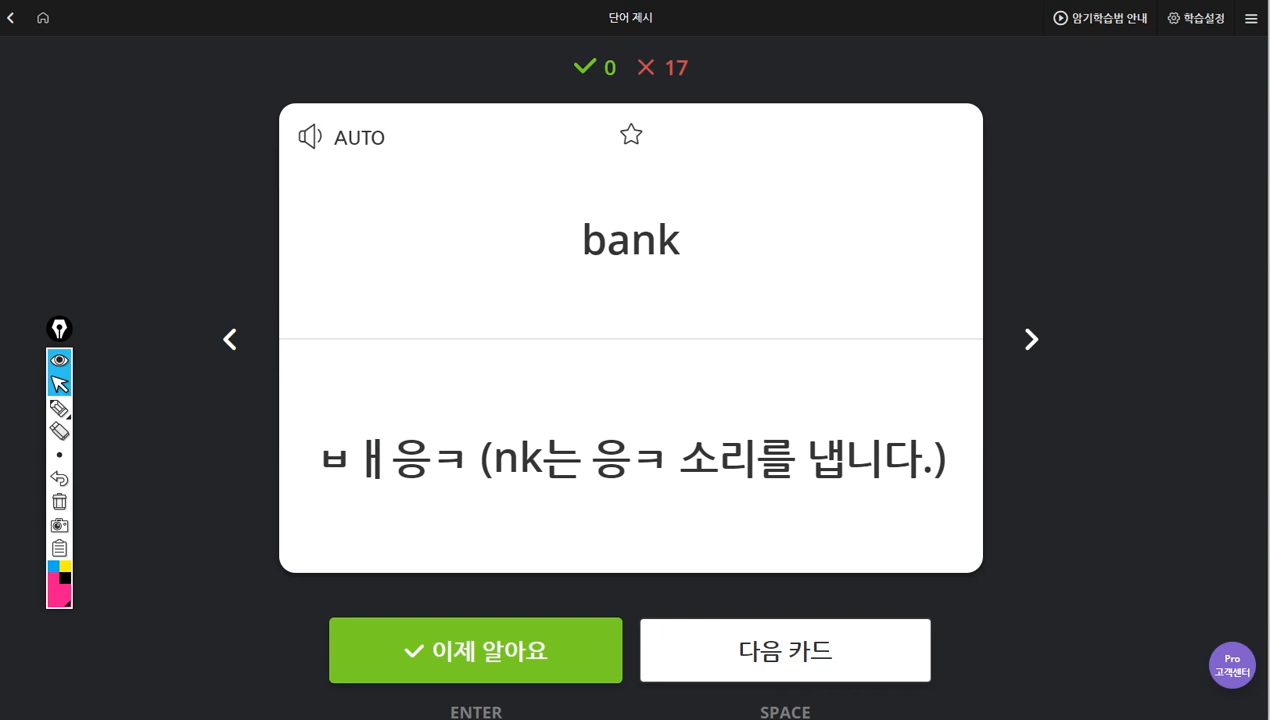 단어 제시
암기학습법 안내
학습설정
0
17
AUTO
bank
ㅂㅐ응ㅋ (nk는 응ㅋ 소리를 냅니다.)
이제 알아요
다음 카드
ENTER
SPACE
Pro
고객센터